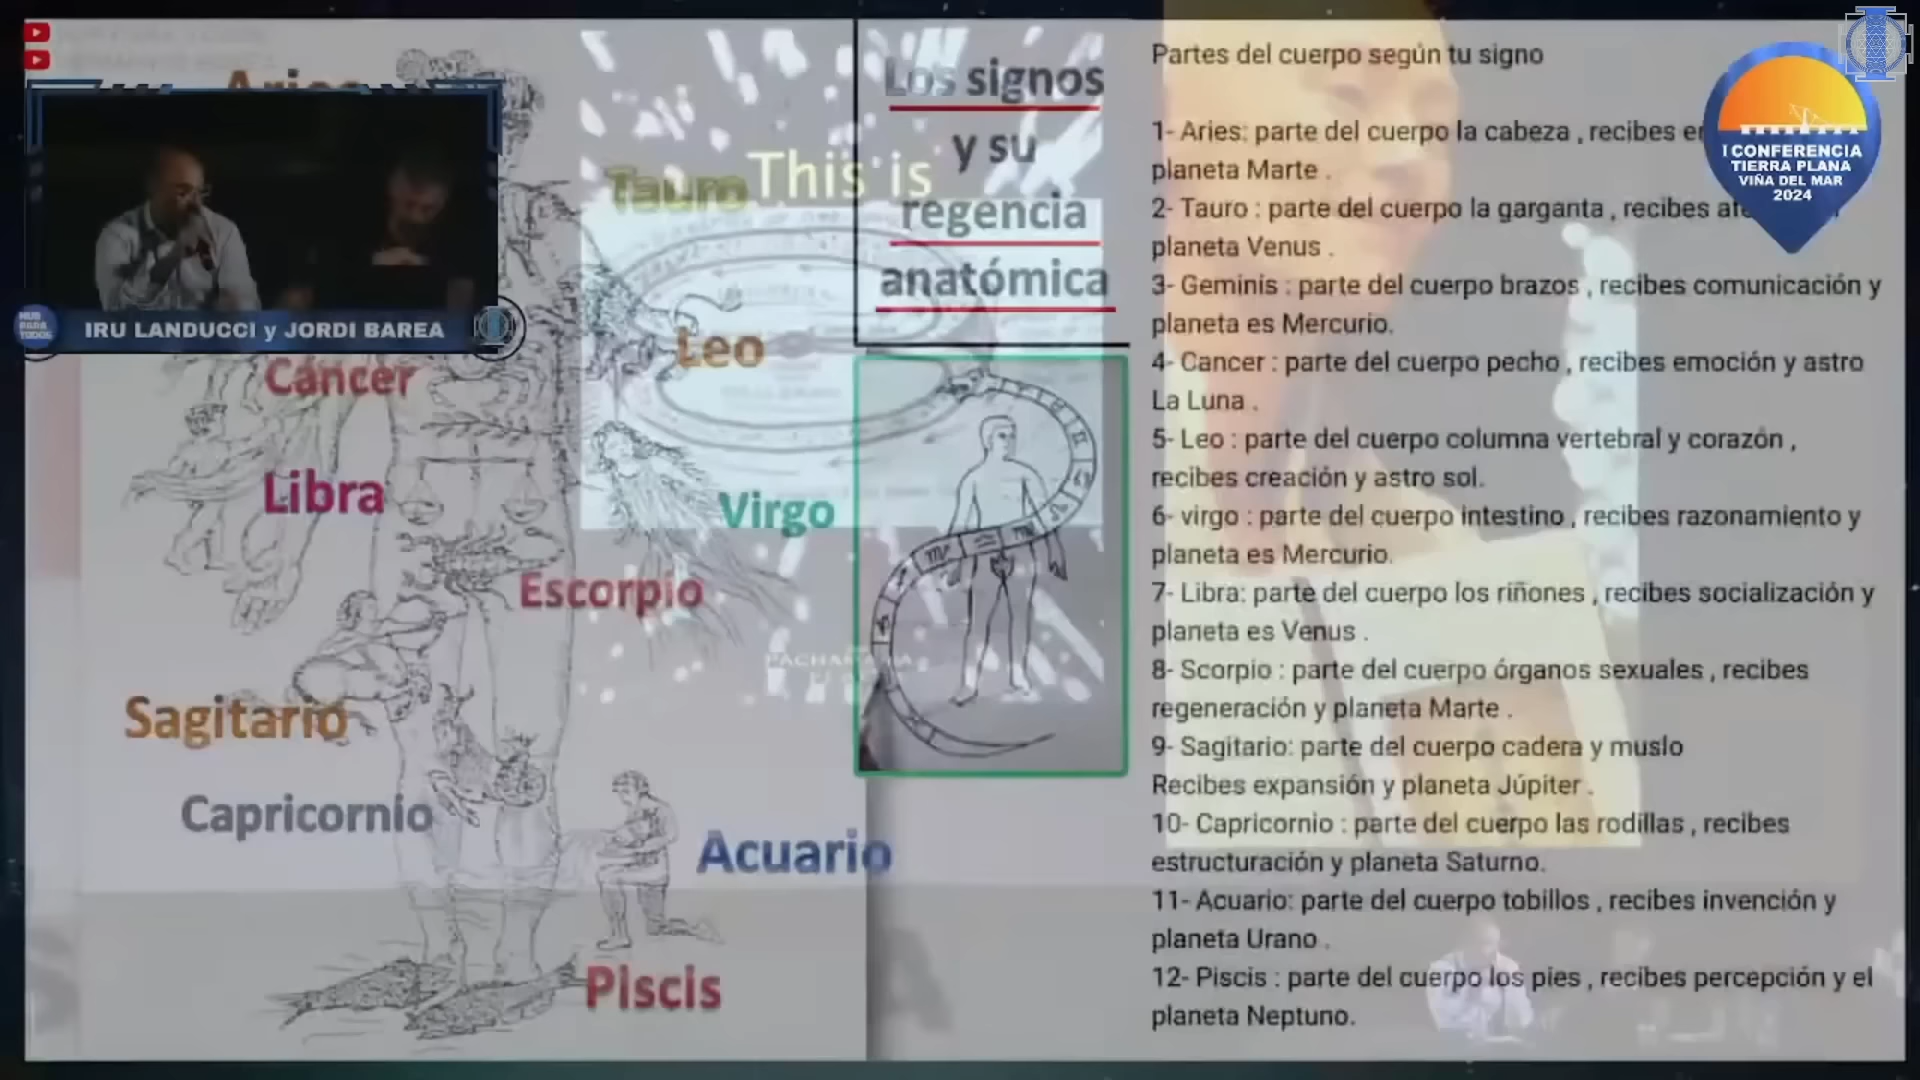 Aries
Tauro
This is
Leo
Cáncer
Libra
Virgo
Escorpio
Sagitario
Capricornio
Acuario
Piscis
IRU LANDUCCI y JORDI BAREA
NUR
PARA
TODOS
Los signos
y su
regencia
anatómica
PACHAMAMA
Partes del cuerpo según tu signo
1- Aries: parte del cuerpo la cabeza , recibes
planeta Marte .
2- Tauro : parte del cuerpo la garganta , recibes
planeta Venus .
3- Geminis : parte del cuerpo brazos , recibes comunicación y
planeta es Mercurio.
4- Cancer : parte del cuerpo pecho , recibes emoción y astro
La Luna .
5- Leo : parte del cuerpo columna vertebral y corazón ,
recibes creación y astro sol.
6- virgo : parte del cuerpo intestino , recibes razonamiento y
planeta es Mercurio.
7- Libra: parte del cuerpo los riñones , recibes socialización y
planeta es Venus .
8- Scorpio : parte del cuerpo órganos sexuales , recibes
regeneración y planeta Marte .
9- Sagitario: parte del cuerpo cadera y muslo
Recibes expansión y planeta Júpiter .
10- Capricornio : parte del cuerpo las rodillas , recibes
estructuración y planeta Saturno.
11- Acuario: parte del cuerpo tobillos , recibes invención y
planeta Urano .
12- Piscis : parte del cuerpo los pies , recibes percepción y el
planeta Neptuno.
I CONFERENCIA
TIERRA PLANA
VIÑA DEL MAR
2024